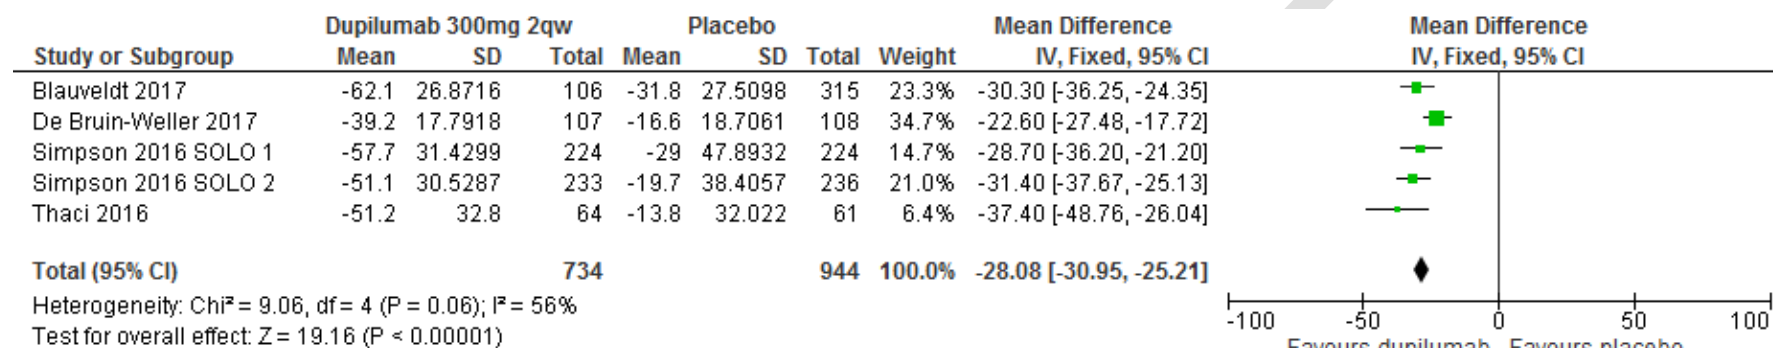 Dupilumab 300mg 2qw Placebo Mean Difference Mean Difference
Study or Subgroup Mean SD Total Mean SD Total Weight IV, Fixed, 95% CI IV, Fixed, 95% CI
Blauveldt 2017 -62.1 26.8716 106 -31.8 27.5098 315 23.3% -30.30 [-36.25, -24.35]
De Bruin-Weller 2017 -39.2 17.7918 107 -16.6 18.7061 108 34.7% -22.60 [-27.48, -17.72]
Simpson 2016 SOLO 1 -57.7 31.4299 224 -29 47.8932 224 14.7% -28.70 [-36.20, -21.20]
Simpson 2016 SOLO 2 -51.1 30.5287 233 -19.7 38.4057 236 21.0% -31.40 [-37.67, -25.13]
Thaci 2016 -51.2 32.8 64 -13.8 32.022 61 6.4% -37.40 [-48.76, -26.04]
Total (95% CI) 734 944 100.0% -28.08 [-30.95, -25.21]
Heterogeneity: Chi² = 9.06, df = 4 (P = 0.06); I² = 56%
Test for overall effect: Z = 19.16 (P < 0.00001)
-100 -50 0 50 100
Favours dupilumab Favours placebo